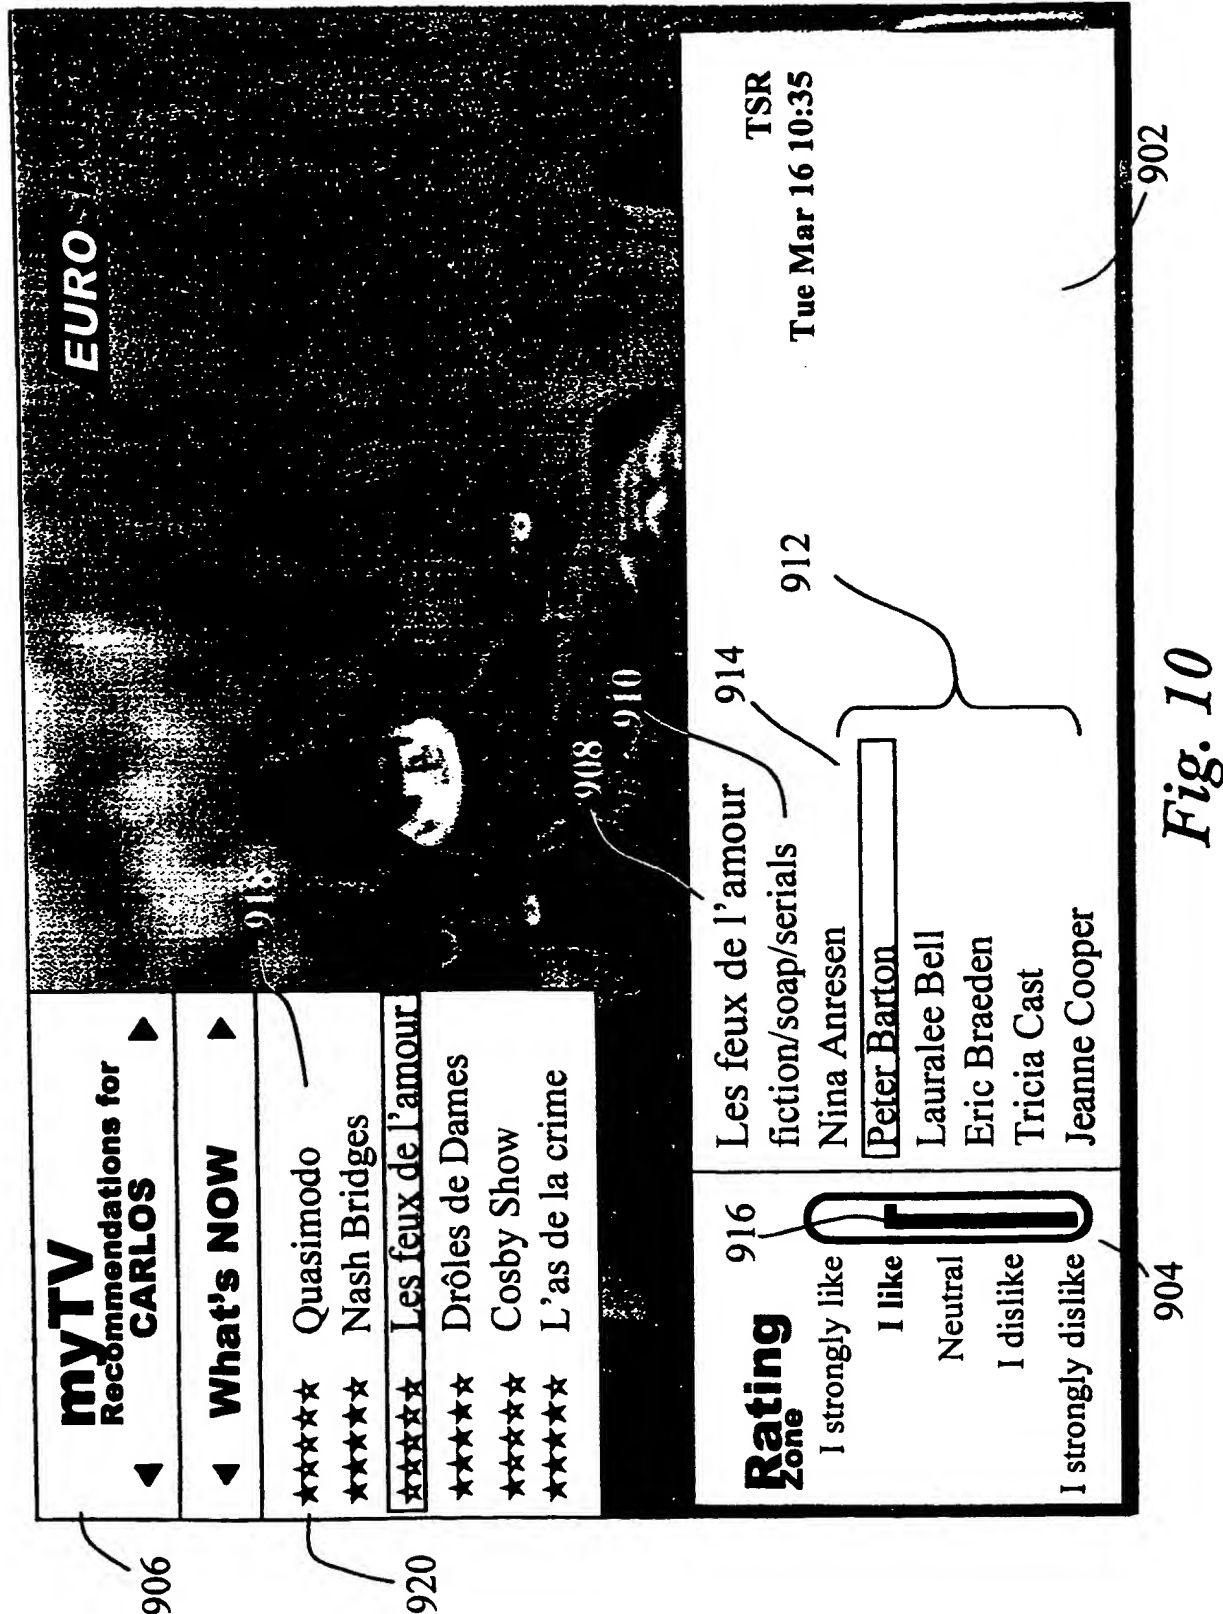 906
myTV
Recommendations for
CARLOS
What's NOW
918
920
★★★★★ Quasimodo
★★★★★ Nash Bridges
★★★★★ Les feux de l'amour
★★★★★ Drôles de Dames
★★★★★ Cosby Show
★★★★★ L'as de la crime
EURO
908
910
Rating
Zone
916
I strongly like
I like
Neutral
I dislike
I strongly dislike
904
Les feux de l'amour
fiction/soap/serials
Nina Anresen
Peter Barton
Lauralee Bell
Eric Braeden
Tricia Cast
Jeanne Cooper
914
912
TSR
Tue Mar 16 10:35
902
Fig. 10